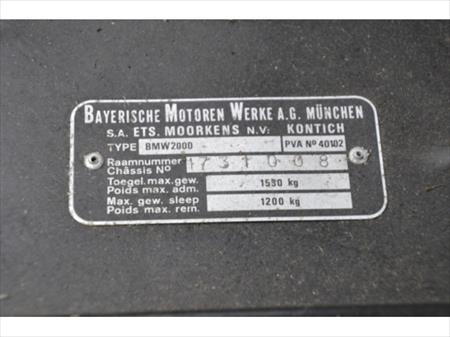 BAYERISCHE MOTOREN WERKE A.G. MÜNCHEN
S.A. ETS. MOORKENS N.V. KONTICH
TYPE BMW2000 PVA Nº 40102
Raamnummer
Châssis No 1737008
Toegel.max.gew.
Poids max. adm. 1530 kg
Max. gew. sleep
Poids max. rem. 1200 kg